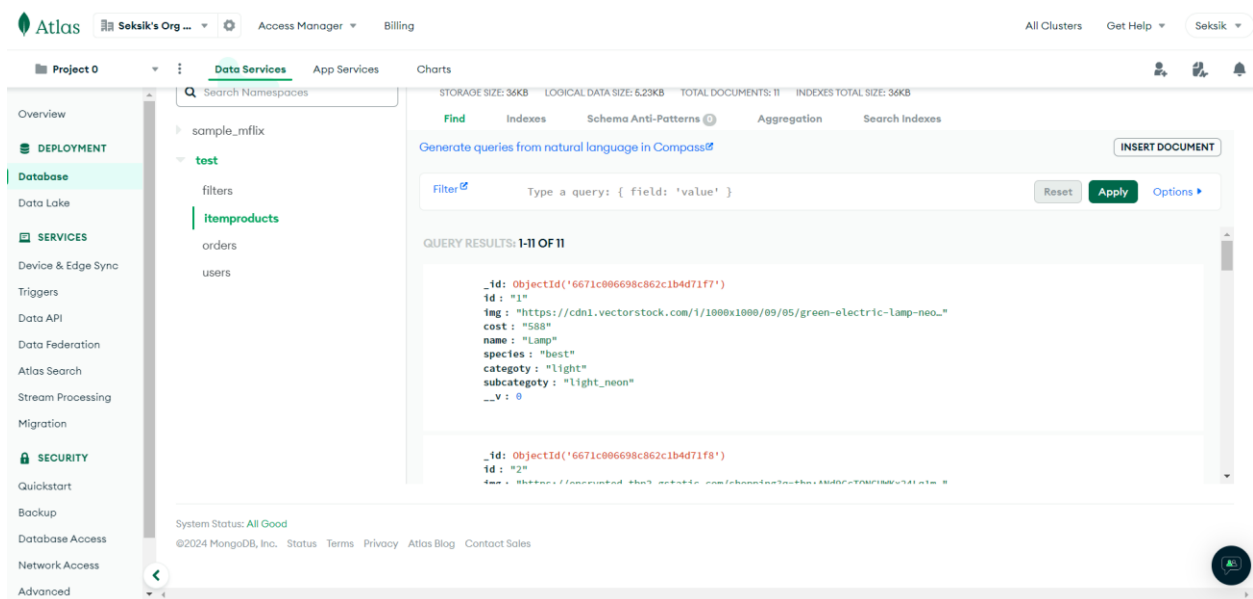 Atlas
Seksik's Org ...
Access Manager
Billing
All Clusters
Get Help
Seksik
Project 0
Data Services
App Services
Charts
Overview
DEPLOYMENT
Database
Data Lake
SERVICES
Device & Edge Sync
Triggers
Data API
Data Federation
Atlas Search
Stream Processing
Migration
SECURITY
Quickstart
Backup
Database Access
Network Access
Advanced
Search Namespaces
sample_mflix
test
filters
itemproducts
orders
users
STORAGE SIZE: 36KB LOGICAL DATA SIZE: 5.23KB TOTAL DOCUMENTS: 11 INDEXES TOTAL SIZE: 36KB
Find Indexes Schema Anti-Patterns 0 Aggregation Search Indexes
Generate queries from natural language in Compass
INSERT DOCUMENT
Filter
Type a query: { field: 'value' }
Reset
Apply
Options
QUERY RESULTS: 1-11 OF 11
_id: ObjectId('6671c006698c862c1b4d71f7')
id : "1"
img : "https://cdn1.vectorstock.com/i/1000x1000/09/05/green-electric-lamp-neo…"
cost : "588"
name : "Lamp"
species : "best"
categoty : "light"
subcategoty : "light_neon"
__v : 0
_id: ObjectId('6671c006698c862c1b4d71f8')
id : "2"
System Status: All Good
©2024 MongoDB, Inc. Status Terms Privacy Atlas Blog Contact Sales